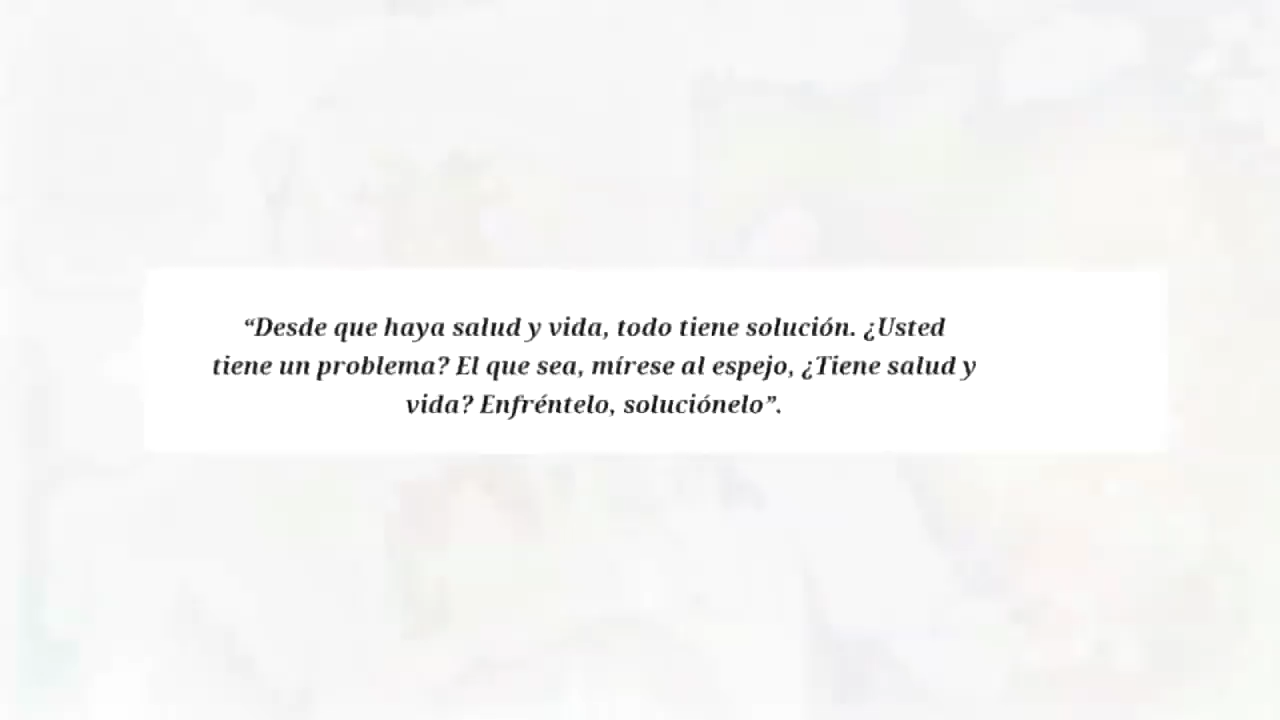 “Desde que haya salud y vida, todo tiene solución. ¿Usted
tiene un problema? El que sea, mírese al espejo, ¿Tiene salud y
vida? Enfréntelo, soluciónelo”.